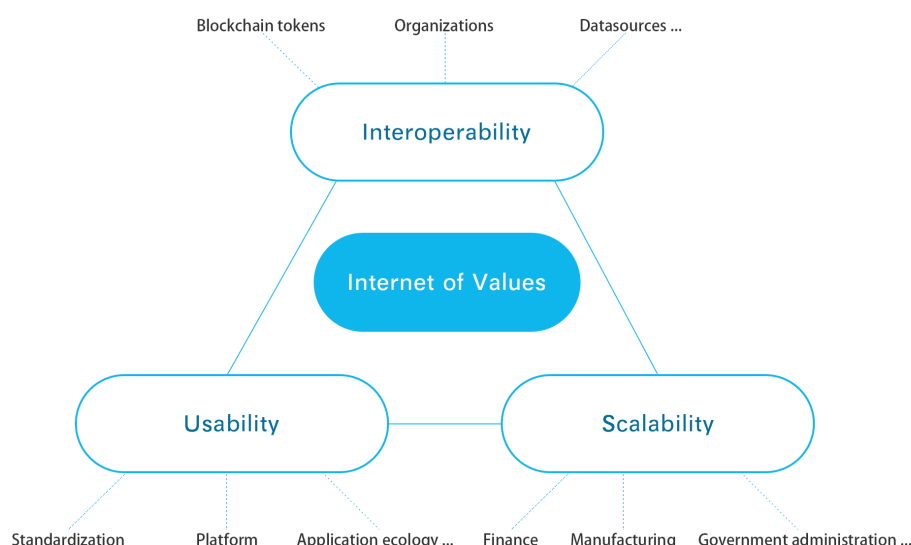 Blockchain tokens
Organizations
Datasources ...
Interoperability
Internet of Values
Usability
Scalability
Standardization
Platform
Application ecology ...
Finance
Manufacturing
Government administration ...